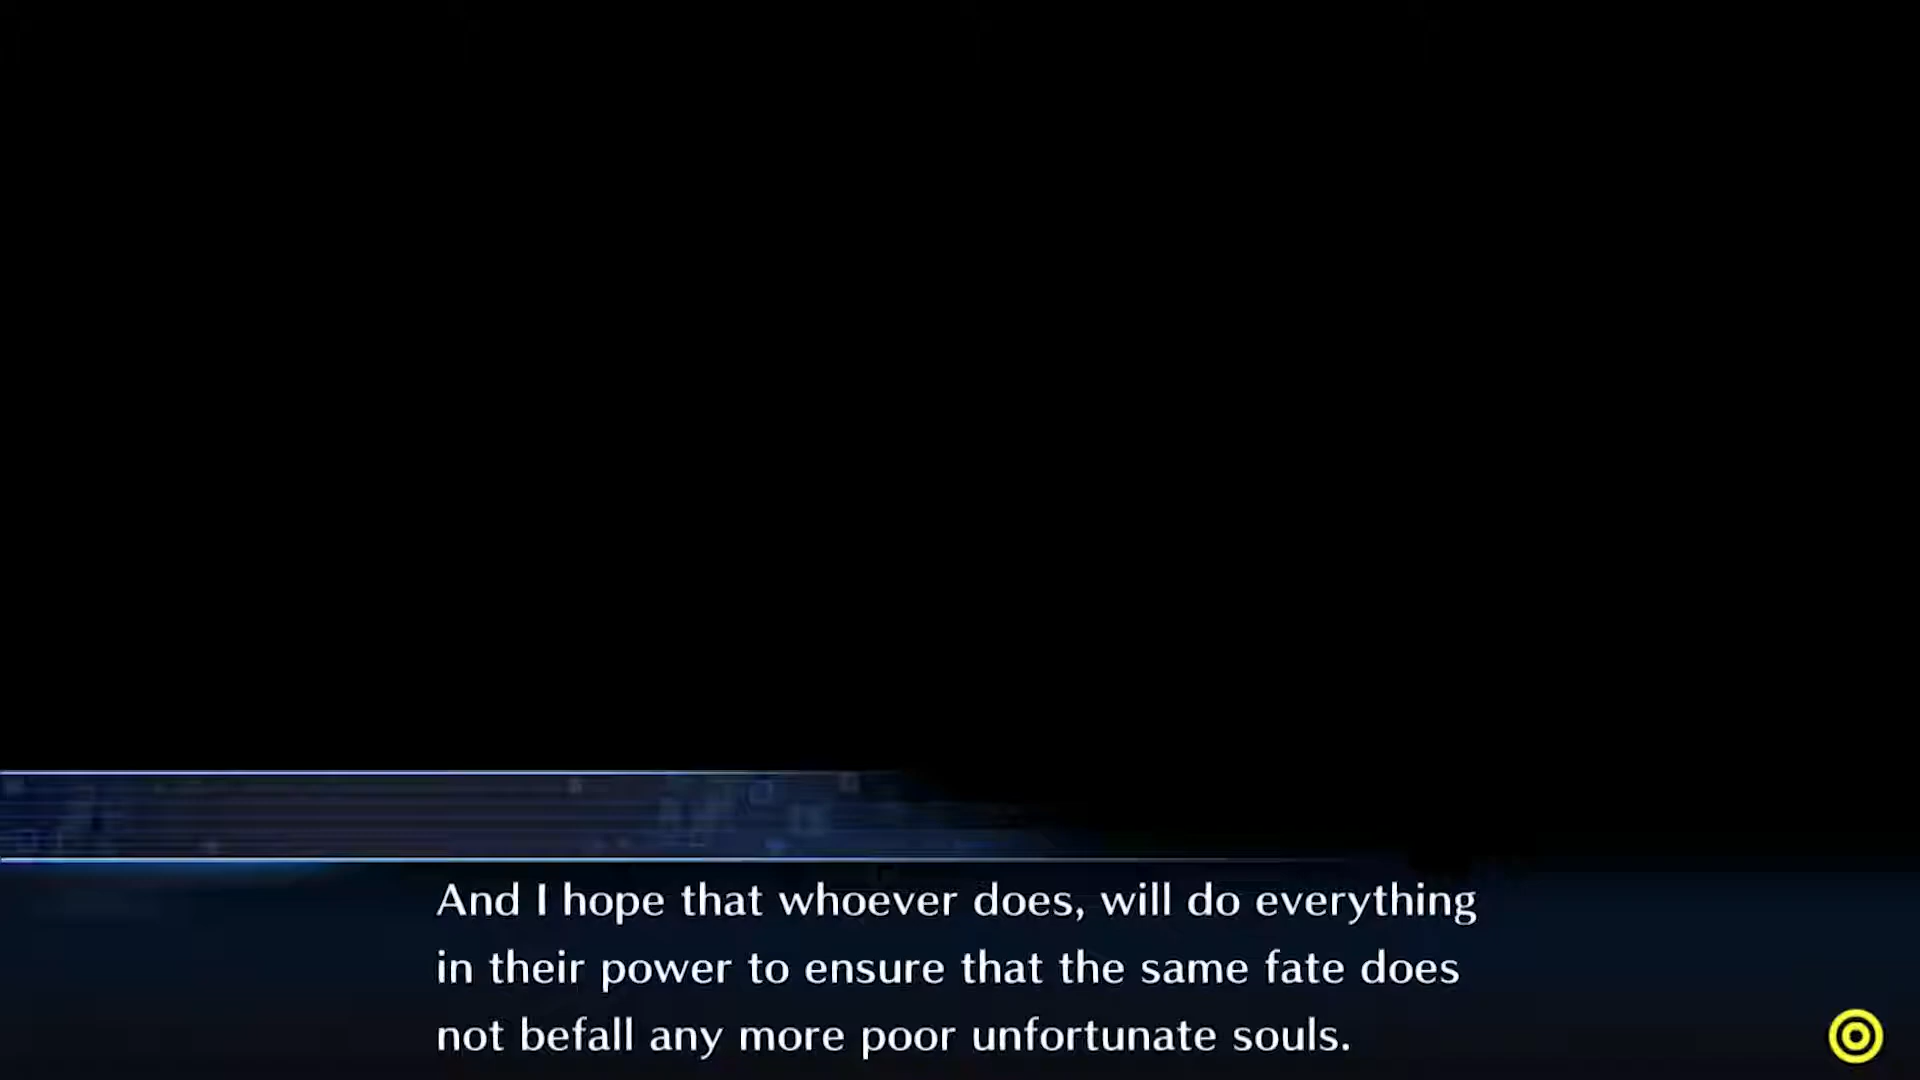 And I hope that whoever does, will do everything
in their power to ensure that the same fate does
not befall any more poor unfortunate souls.